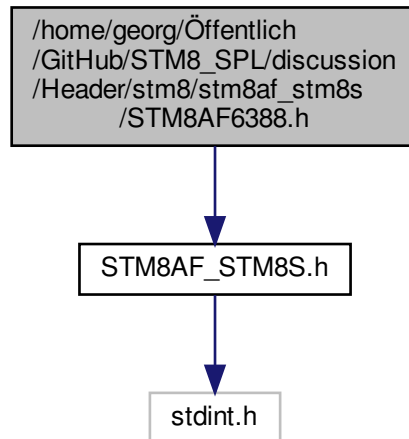 /home/georg/Öffentlich
/GitHub/STM8_SPL/discussion
/Header/stm8/stm8af_stm8s
/STM8AF6388.h
STM8AF_STM8S.h
stdint.h